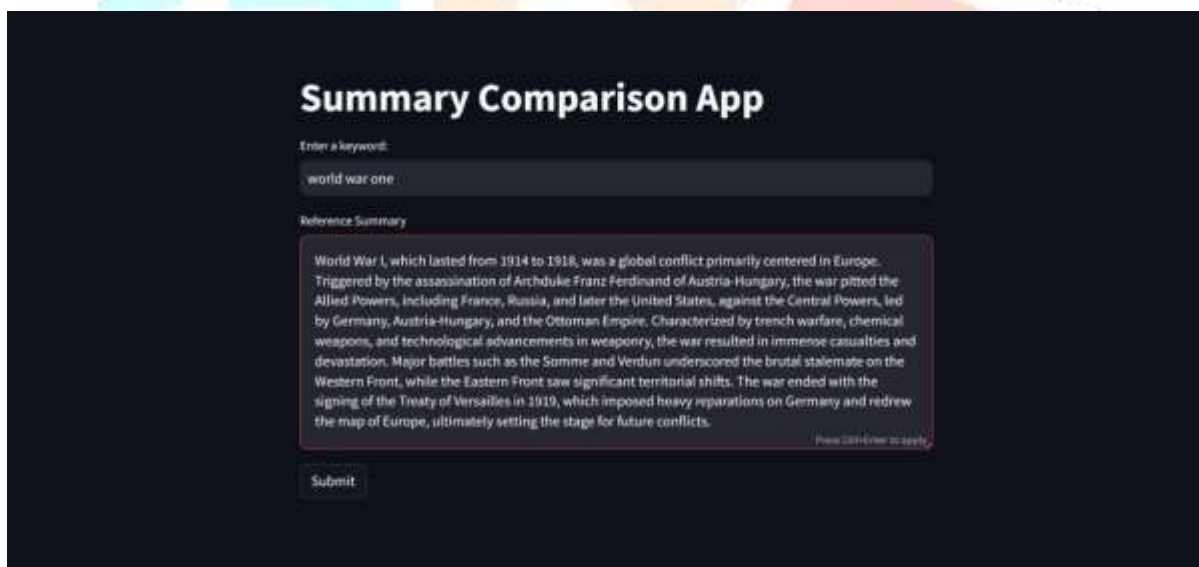 Summary Comparison App
Enter a keyword:
world war one
Reference Summary
World War I, which lasted from 1914 to 1918, was a global conflict primarily centered in Europe.
Triggered by the assassination of Archduke Franz Ferdinand of Austria-Hungary, the war pitted the
Allied Powers, including France, Russia, and later the United States, against the Central Powers, led
by Germany, Austria-Hungary, and the Ottoman Empire. Characterized by trench warfare, chemical
weapons, and technological advancements in weaponry, the war resulted in immense casualties and
devastation. Major battles such as the Somme and Verdun underscored the brutal stalemate on the
Western Front, while the Eastern Front saw significant territorial shifts. The war ended with the
signing of the Treaty of Versailles in 1919, which imposed heavy reparations on Germany and redrew
the map of Europe, ultimately setting the stage for future conflicts.
Press Ctrl+Enter to apply
Submit